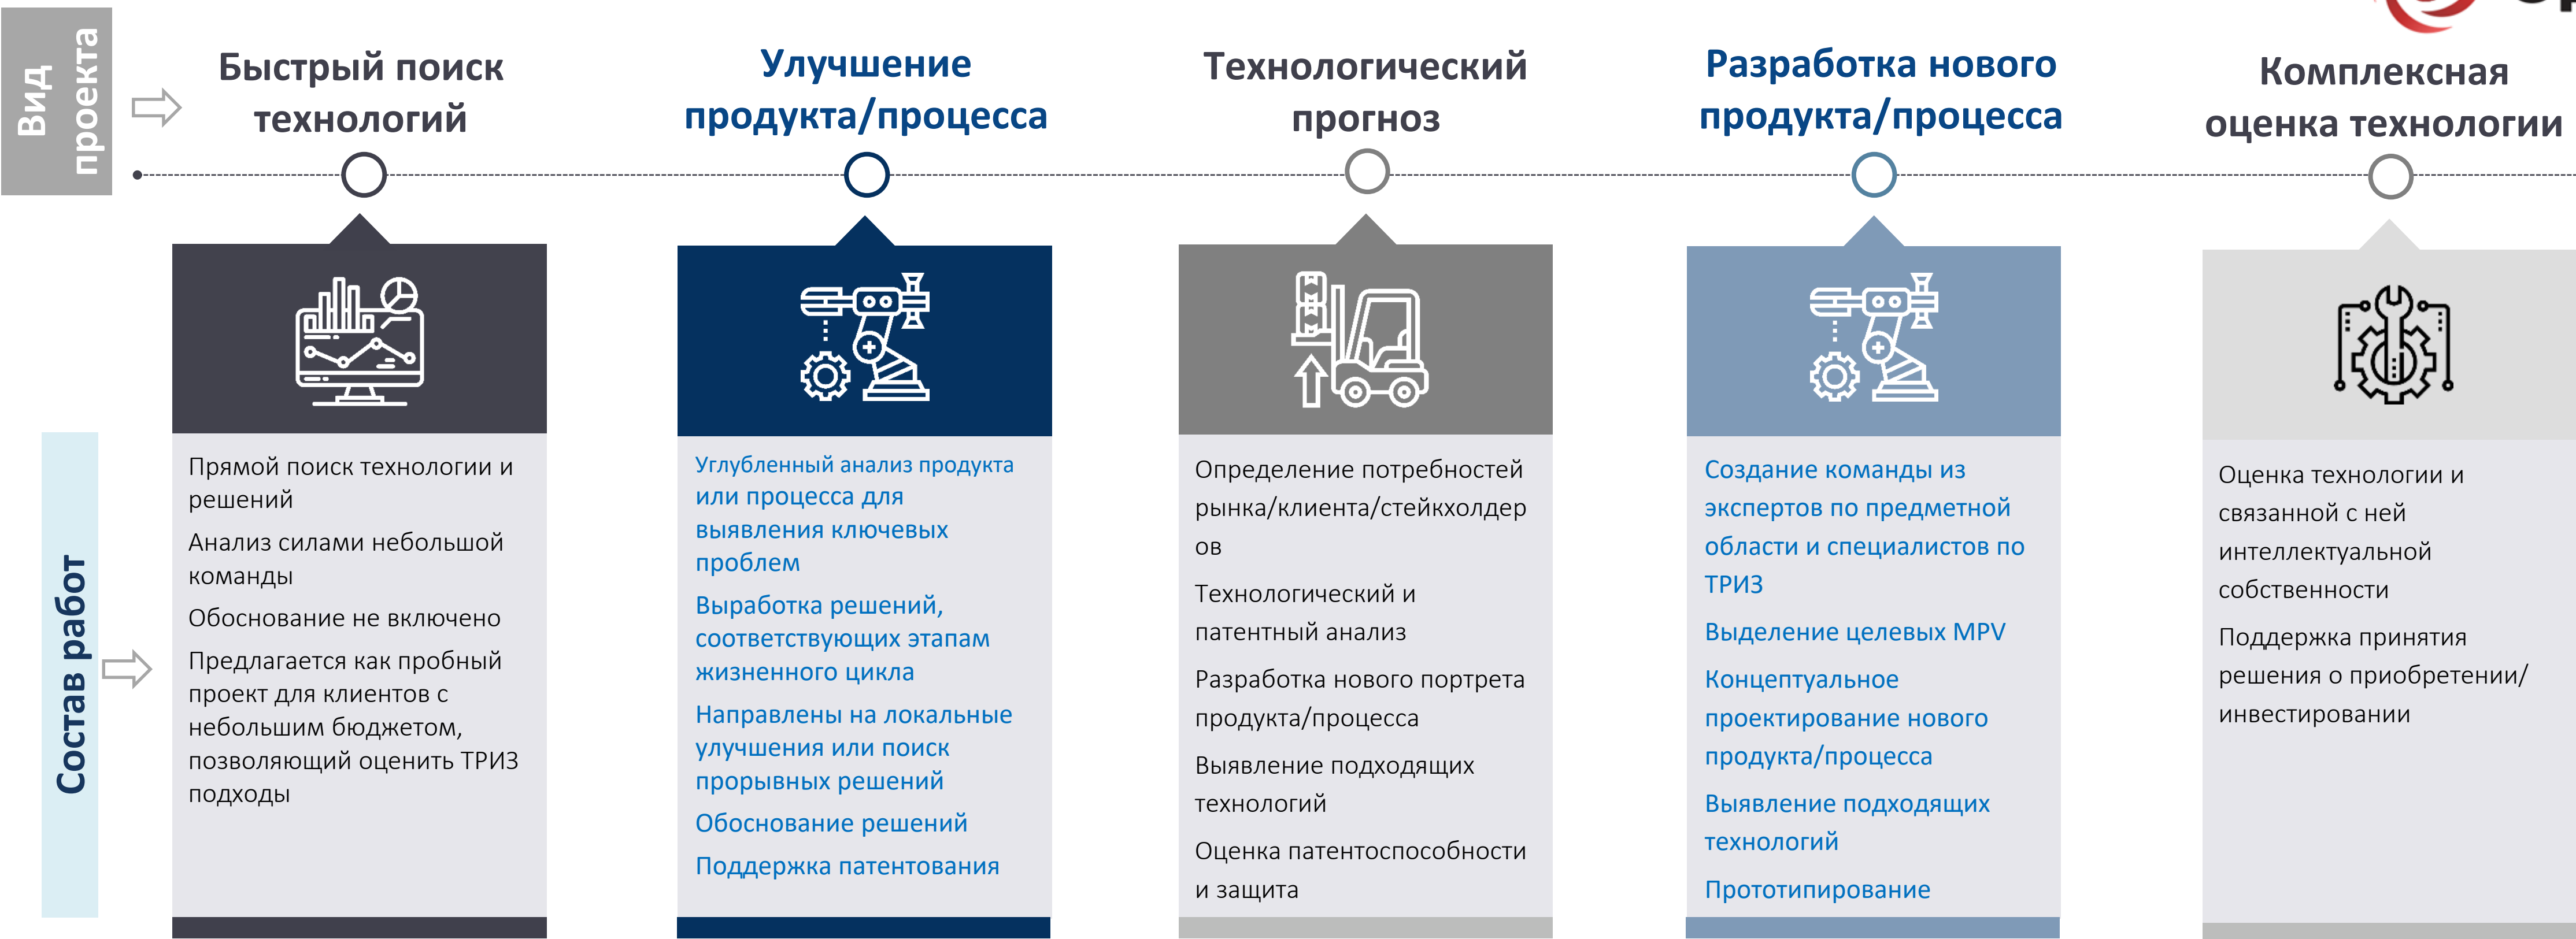 Вид
проекта
Быстрый поиск
технологий
Улучшение
продукта/процесса
Технологический
прогноз
Разработка нового
продукта/процесса
Комплексная
оценка технологии
Состав работ
Прямой поиск технологии и
решений
Анализ силами небольшой
команды
Обоснование не включено
Предлагается как пробный
проект для клиентов с
небольшим бюджетом,
позволяющий оценить ТРИЗ
подходы
Углубленный анализ продукта
или процесса для
выявления ключевых
проблем
Выработка решений,
соответствующих этапам
жизненного цикла
Направлены на локальные
улучшения или поиск
прорывных решений
Обоснование решений
Поддержка патентования
Определение потребностей
рынка/клиента/стейкхолдер
ов
Технологический и
патентный анализ
Разработка нового портрета
продукта/процесса
Выявление подходящих
технологий
Оценка патентоспособности
и защита
Создание команды из
экспертов по предметной
области и специалистов по
ТРИЗ
Выделение целевых MPV
Концептуальное
проектирование нового
продукта/процесса
Выявление подходящих
технологий
Прототипирование
Оценка технологии и
связанной с ней
интеллектуальной
собственности
Поддержка принятия
решения о приобретении/
инвестировании